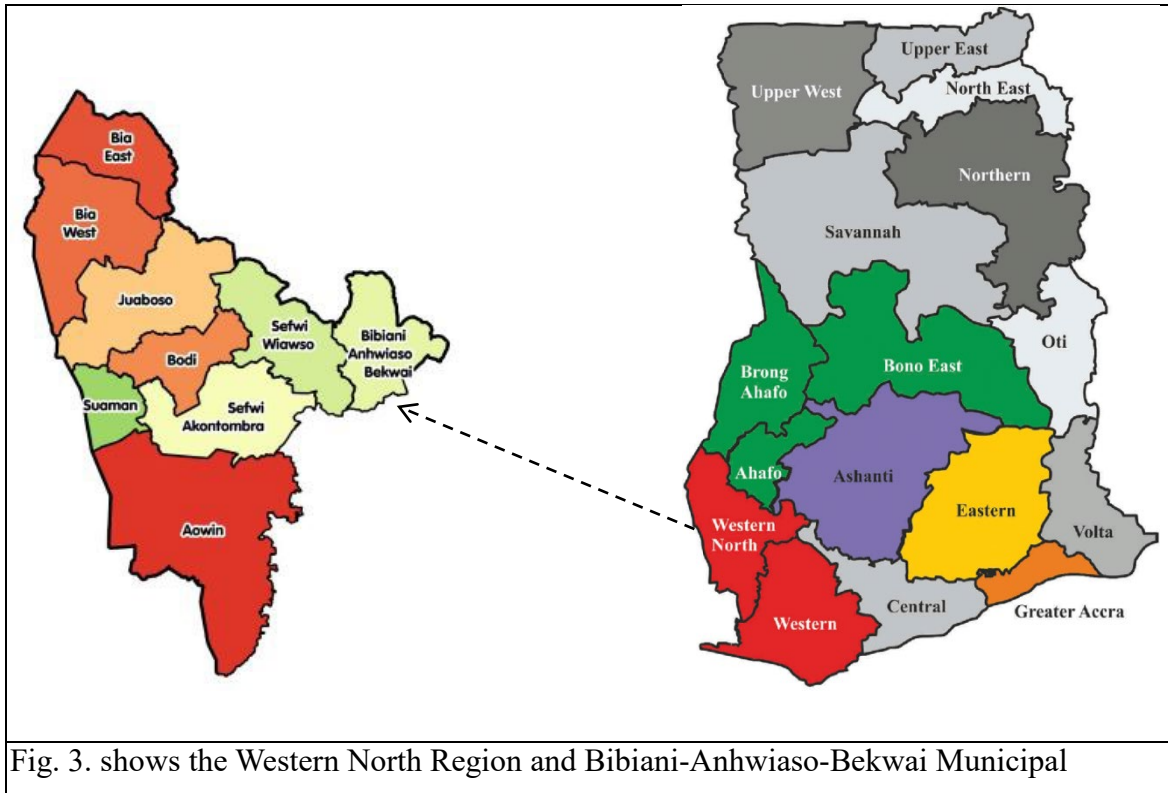 Bia
East
Bia
West
Juaboso
Bodi
Suaman
Sefwi
Wiawso
Bibiani
Anhwiaso
Bekwai
Sefwi
Akontombra
Aowin
Upper East
Upper West
North East
Northern
Savannah
Oti
Bono East
Brong
Ahafo
Ahafo
Ashanti
Western
North
Eastern
Volta
Central
Western
Greater Accra
Fig. 3. shows the Western North Region and Bibiani-Anhwiaso-Bekwai Municipal